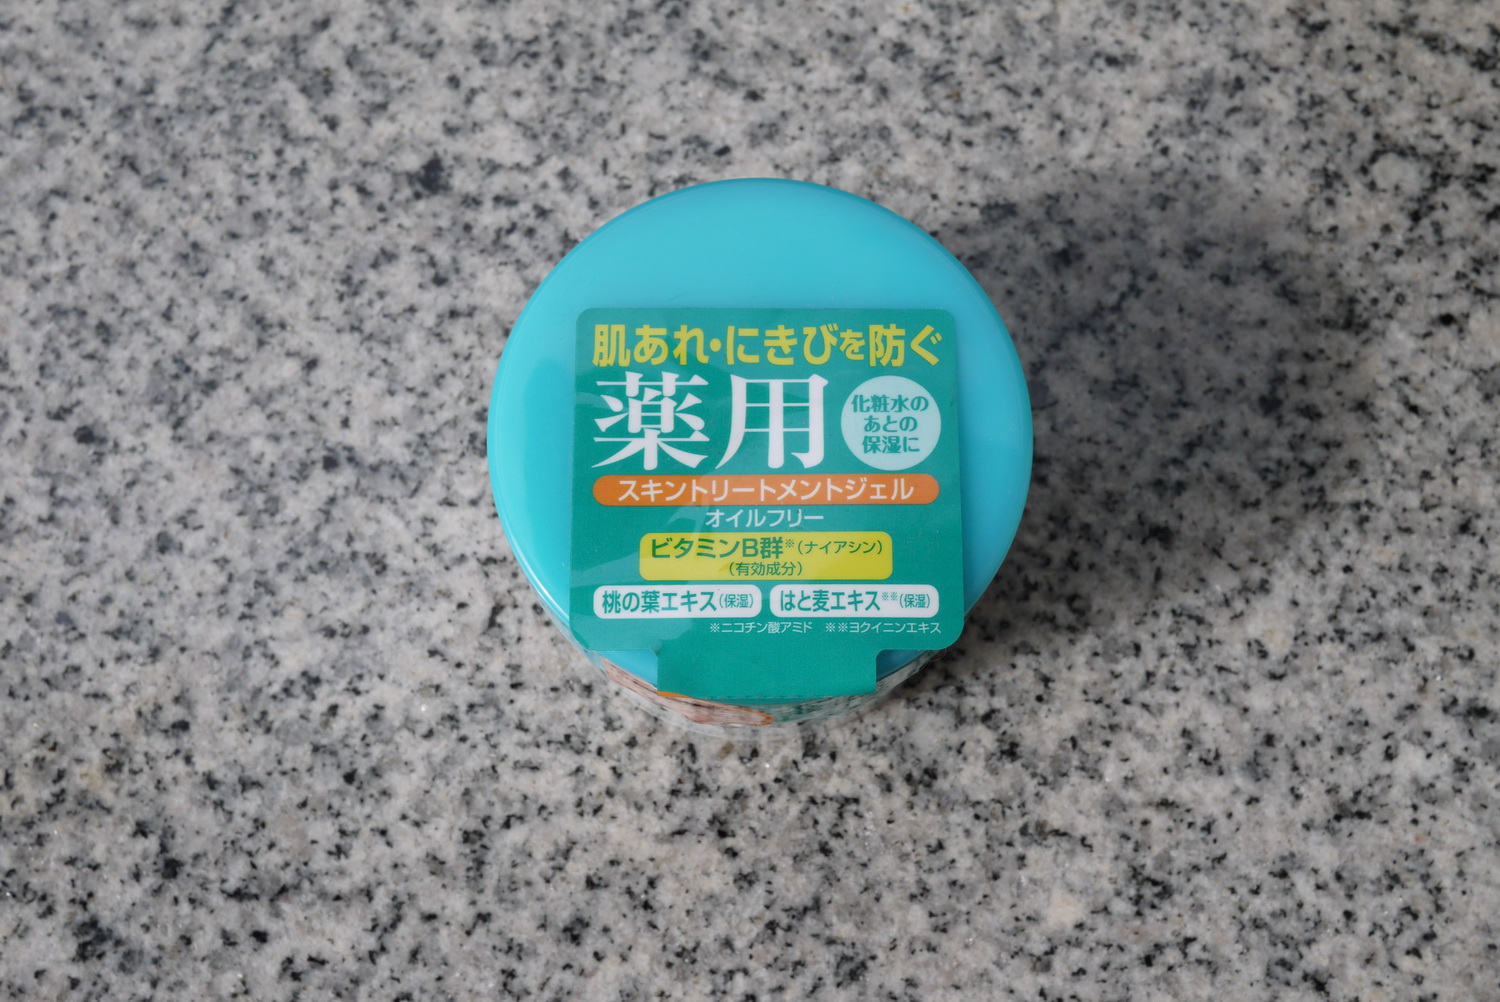 肌あれ・にきびを防ぐ
薬用
化粧水の
あとの
保湿に
スキントリートメントジェル
オイルフリー
ビタミンB群※(ナイアシン)
(有効成分)
桃の葉エキス(保湿) はと麦エキス※※(保湿)
※ニコチン酸アミド ※※ヨクイニンエキス